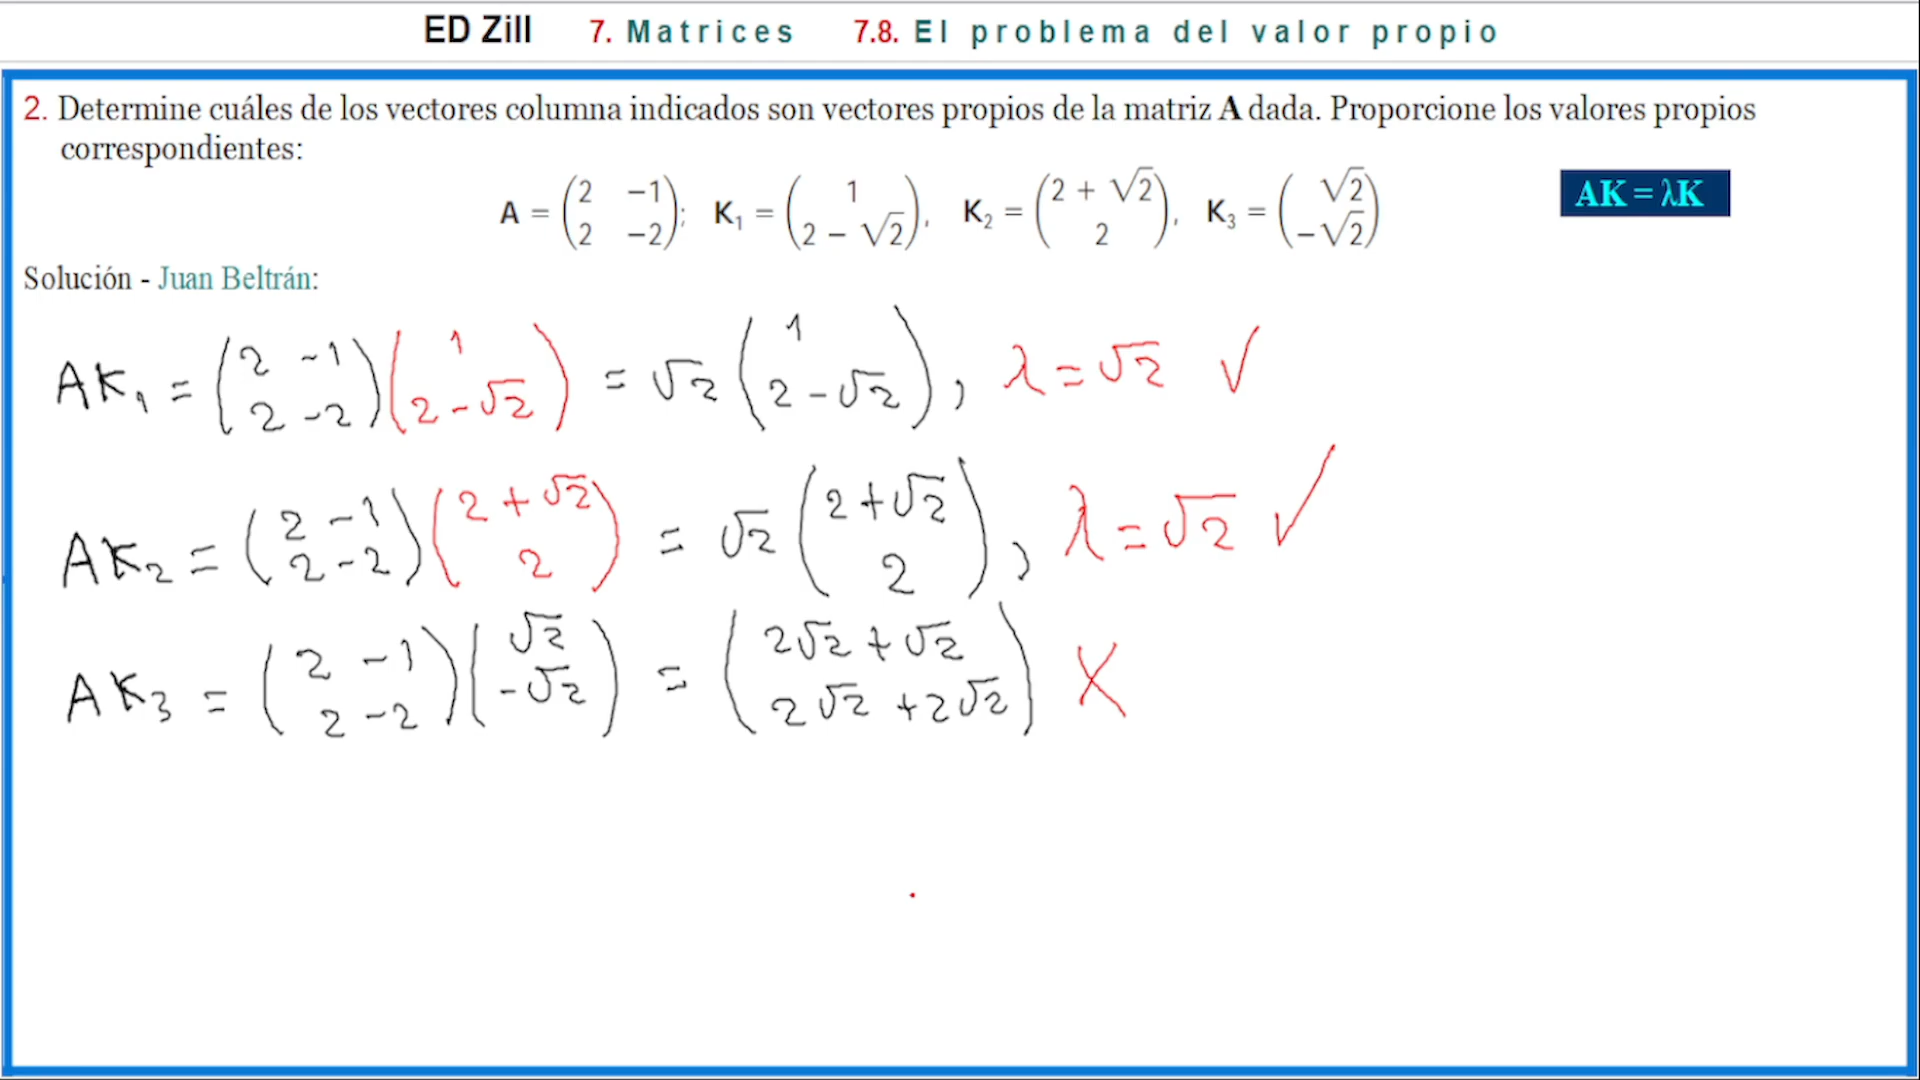 ED Zill 7. Matrices 7.8. El problema del valor propio
2. Determine cuáles de los vectores columna indicados son vectores propios de la matriz A dada. Proporcione los valores propios
correspondientes:
A = (2 −1; 2 −2); K₁ = (1; 2 − √2), K₂ = (2 + √2; 2), K₃ = (√2; −√2)
AK = λK
Solución - Juan Beltrán:
AK₁ = (2 −1; 2 −2)(1; 2 − √2) = √2 (1; 2 − √2), λ = √2 ✓
AK₂ = (2 −1; 2 −2)(2 + √2; 2) = √2 (2 + √2; 2), λ = √2 ✓
AK₃ = (2 −1; 2 −2)(√2; −√2) = (2√2 + √2; 2√2 + 2√2) X